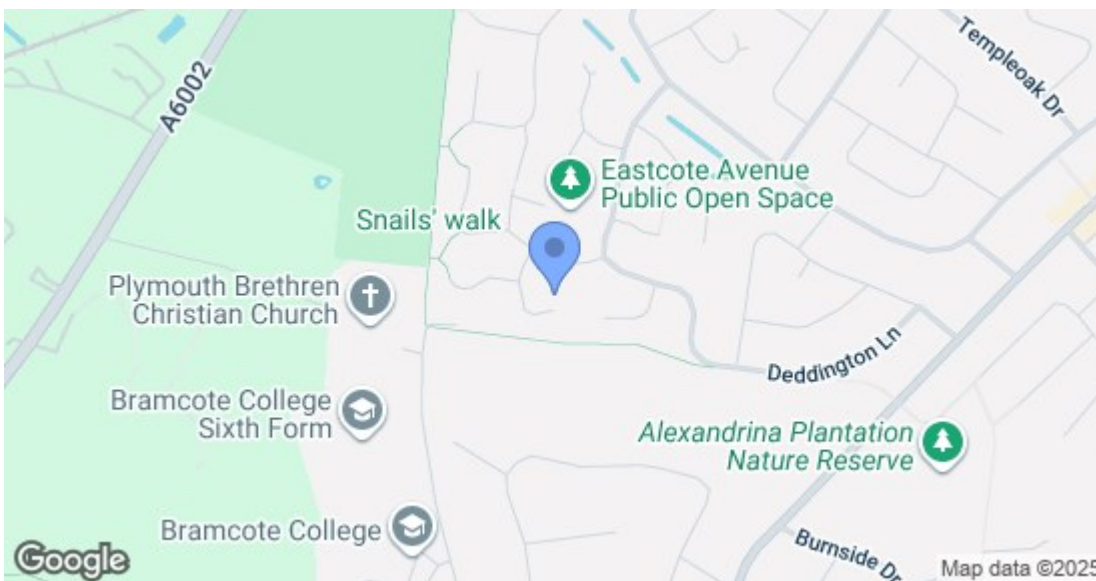 Templeoak Dr
A6002
Eastcote Avenue
Public Open Space
Snails' walk
Plymouth Brethren
Christian Church
Deddington Ln
Bramcote College
Sixth Form
Alexandrina Plantation
Nature Reserve
Bramcote College
Burnside Dr
Google
Map data ©2025